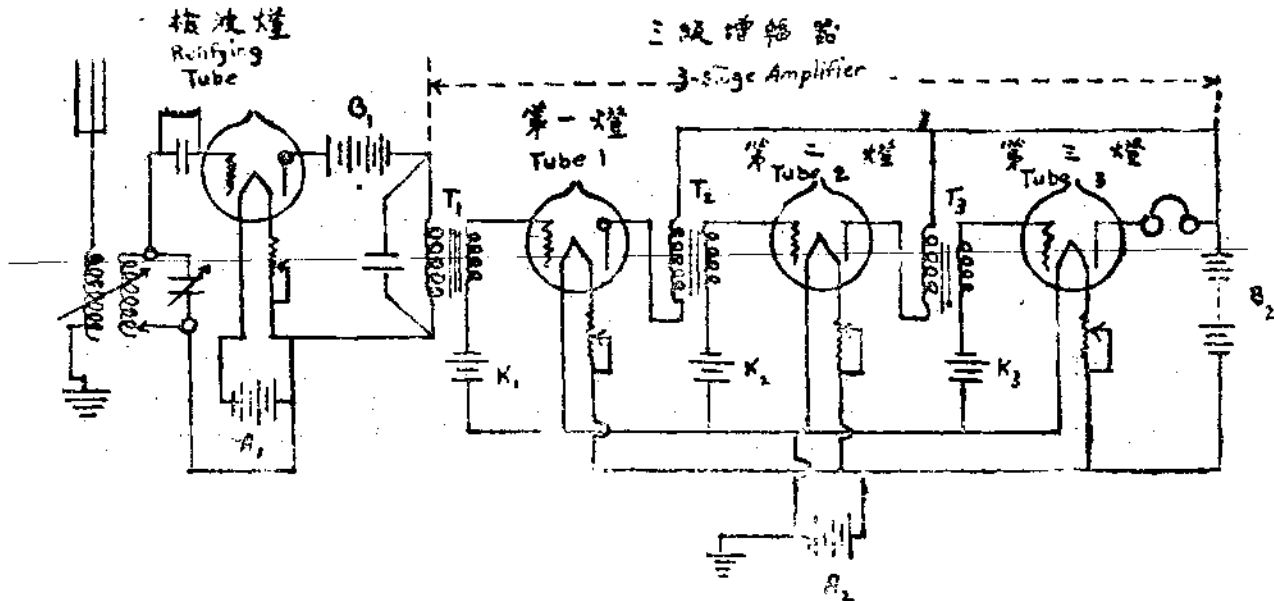 檢波燈
Rectifying
Tube
三級增幅器
3-stage Amplifier
B₁
第一燈
Tube 1
第二燈
Tube 2
第三燈
Tube 3
T₁
T₂
T₃
K₁
K₂
K₃
B₂
A₁
A₂